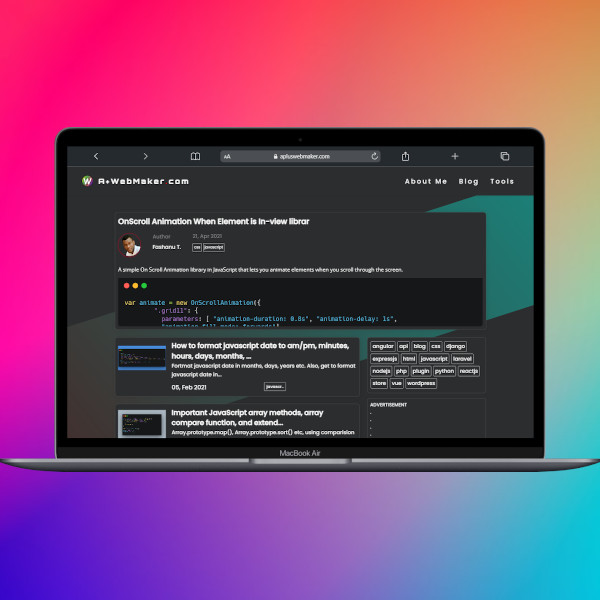 AA apluswebmaker.com
A+WebMaker com
About Me Blog Tools
OnScroll Animation When Element is In-view librar
Author 21, Apr 2021
Fashanu T. css javascript
A simple On Scroll Animation library in JavaScript that lets you animate elements when you scroll through the screen.
var animate = new OnScrollAnimation({
".grid11": {
parameters: [ "animation-duration: 0.8s", "animation-delay: 1s",
How to format javascript date to am/pm, minutes,
hours, days, months, ...
Format javascript date in months, days, years etc. Also, get to format
javascript date in...
05, Feb 2021 javascr...
Important JavaScript array methods, array
compare function, and extend...
Array.prototype.map(), Array.prototype.sort() etc, using comparision
angular api blog css django
expressjs html javascript laravel
nodejs php plugin python reactjs
store vue wordpress
ADVERTIREMENT
MacBook Air